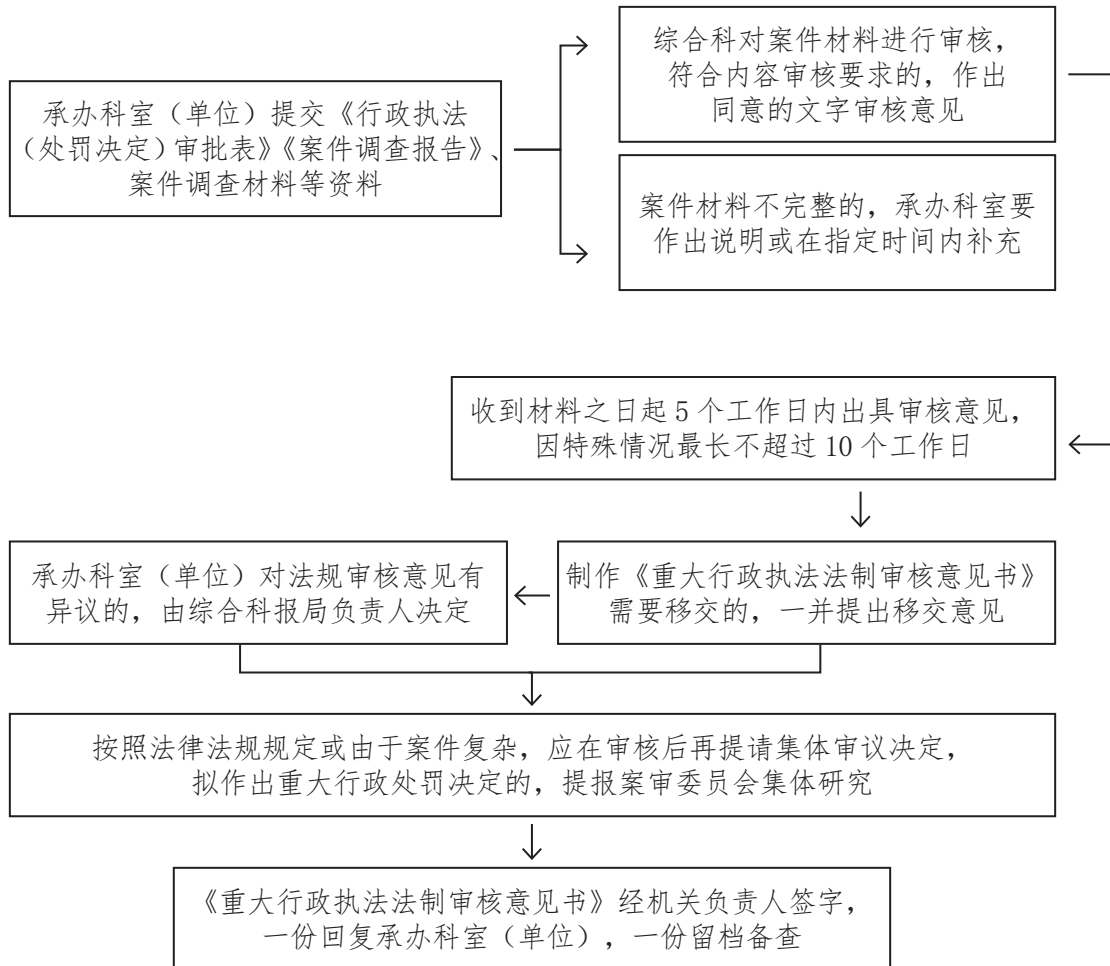 承办科室（单位）提交《行政执法
（处罚决定）审批表》《案件调查报告》、
案件调查材料等资料
综合科对案件材料进行审核，
符合内容审核要求的，作出
同意的文字审核意见
案件材料不完整的，承办科室要
作出说明或在指定时间内补充
收到材料之日起 5 个工作日内出具审核意见，
因特殊情况最长不超过 10 个工作日
制作《重大行政执法法制审核意见书》
需要移交的，一并提出移交意见
承办科室（单位）对法规审核意见有
异议的，由综合科报局负责人决定
按照法律法规规定或由于案件复杂，应在审核后再提请集体审议决定，
拟作出重大行政处罚决定的，提报案审委员会集体研究
《重大行政执法法制审核意见书》经机关负责人签字，
一份回复承办科室（单位），一份留档备查